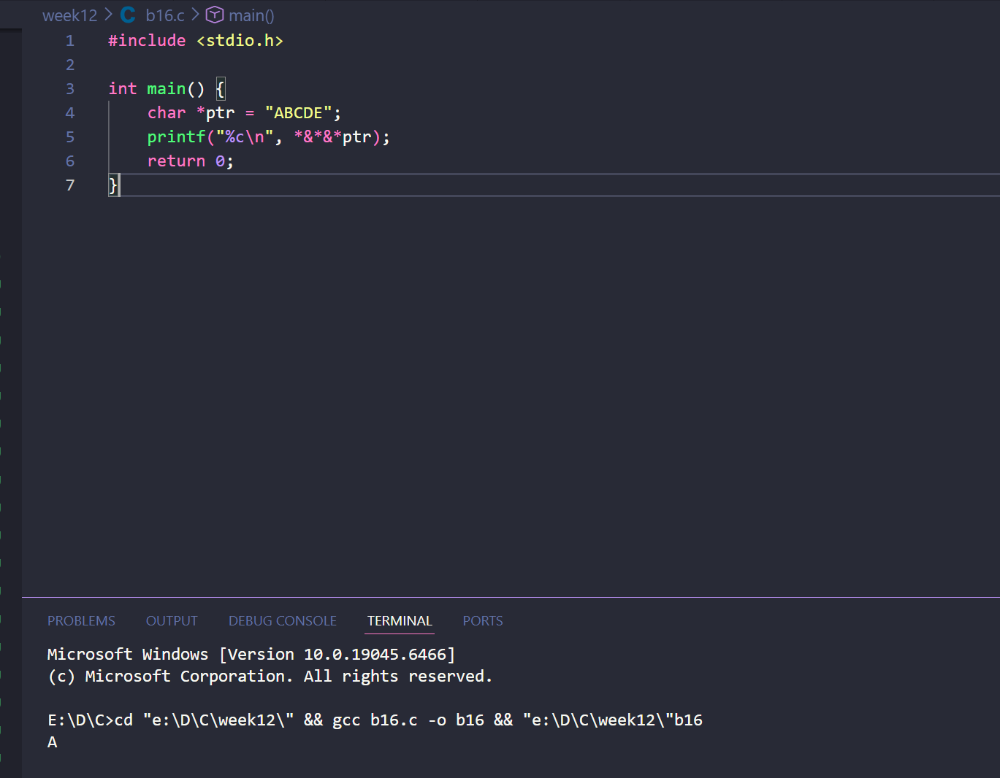 week12 > C b16.c > main()
1 #include <stdio.h>
2
3 int main() {
4     char *ptr = "ABCDE";
5     printf("%c\n", *&*&*ptr);
6     return 0;
7 }
PROBLEMS OUTPUT DEBUG CONSOLE TERMINAL PORTS
Microsoft Windows [Version 10.0.19045.6466]
(c) Microsoft Corporation. All rights reserved.
E:\D\C>cd "e:\D\C\week12\" && gcc b16.c -o b16 && "e:\D\C\week12\"b16
A